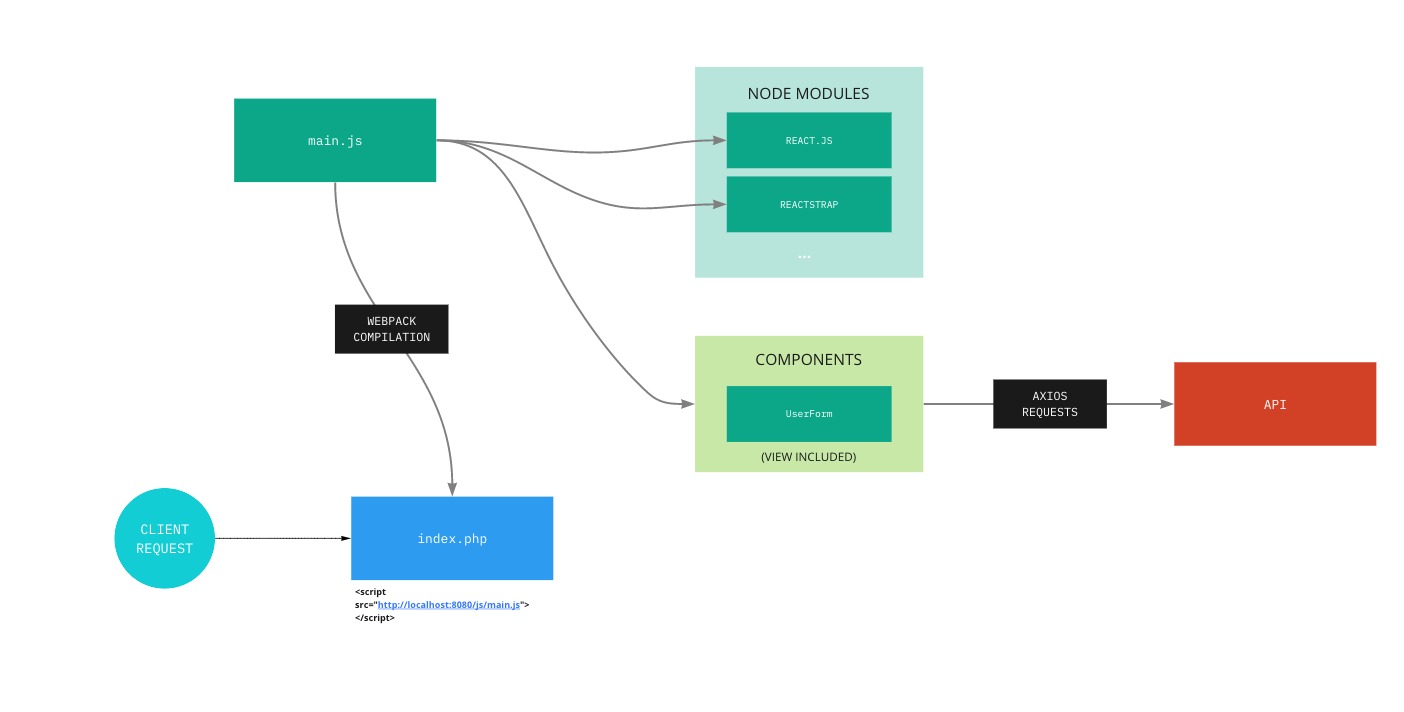 NODE MODULES
main.js
REACT.JS
REACTSTRAP
...
WEBPACK
COMPILATION
COMPONENTS
UserForm
(VIEW INCLUDED)
AXIOS
REQUESTS
API
CLIENT
REQUEST
index.php
<script
src="http://localhost:8080/js/main.js">
</script>